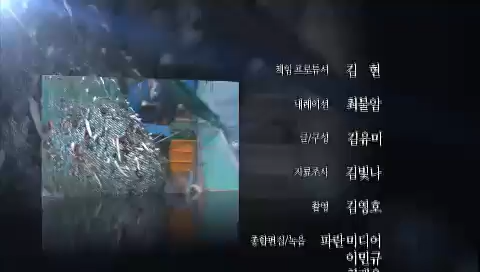 책임 프로듀서 김 현
내레이션 최불암
글/구성 김유미
자료조사 김빛나
촬영 김영호
종합편집/녹음 파란미디어
이민규